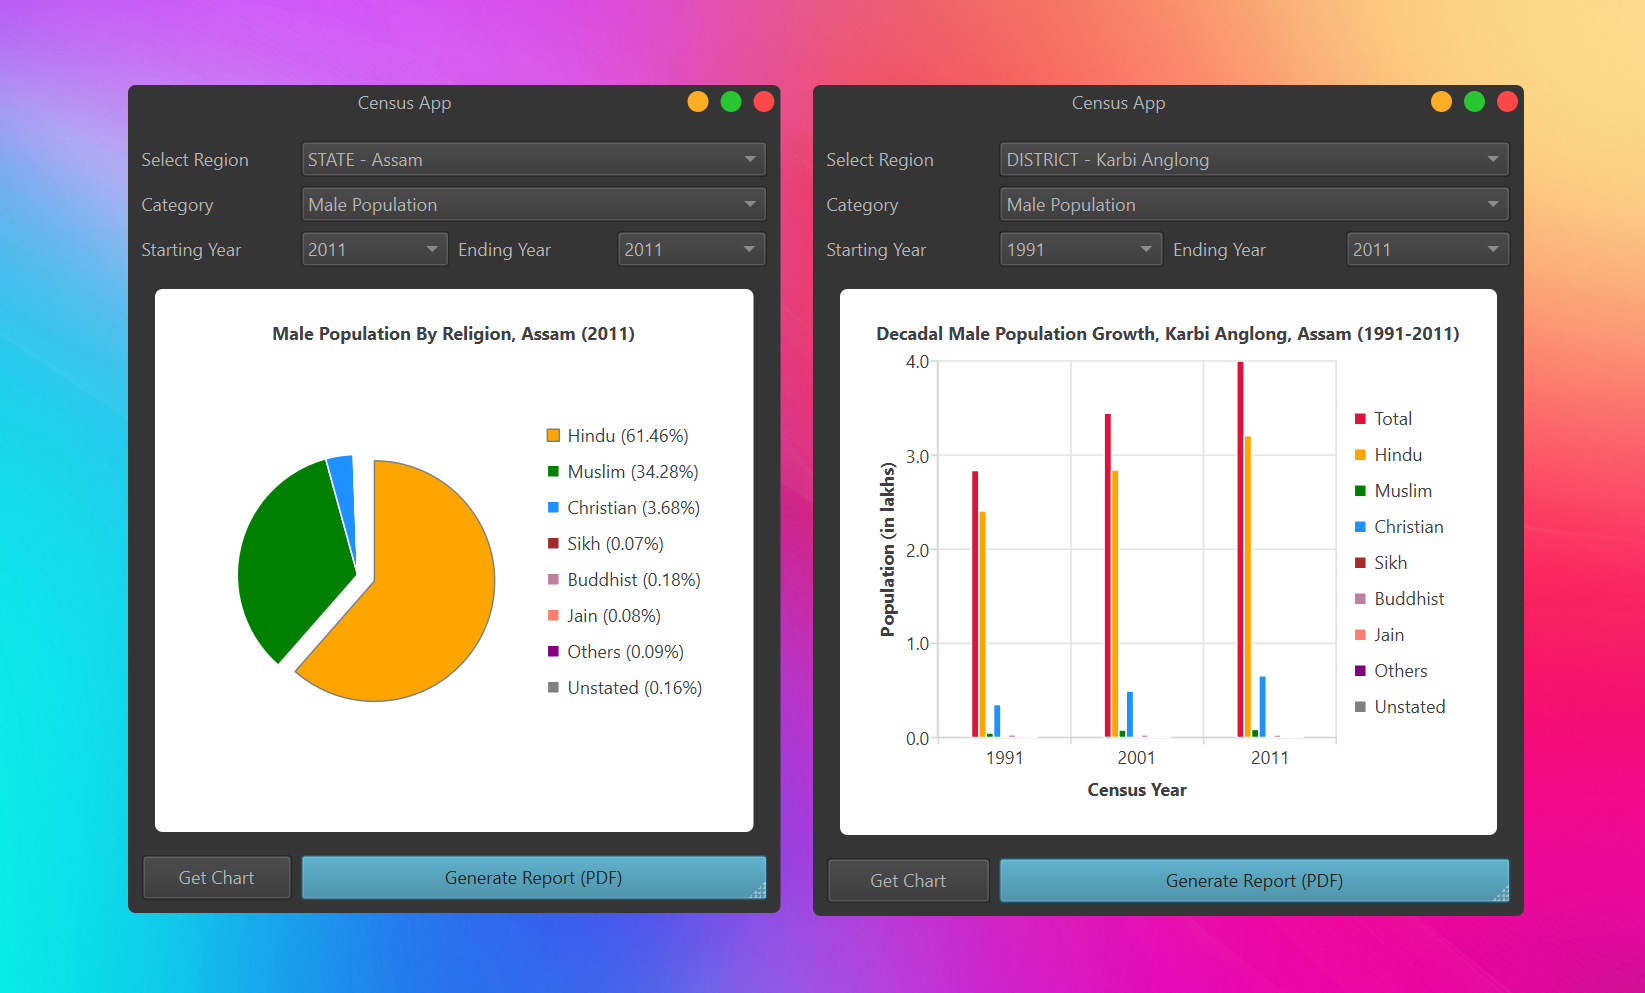 Census App
Select Region
STATE - Assam
Category
Male Population
Starting Year
2011
Ending Year
2011
Male Population By Religion, Assam (2011)
Hindu (61.46%)
Muslim (34.28%)
Christian (3.68%)
Sikh (0.07%)
Buddhist (0.18%)
Jain (0.08%)
Others (0.09%)
Unstated (0.16%)
Get Chart
Generate Report (PDF)
Census App
Select Region
DISTRICT - Karbi Anglong
Category
Male Population
Starting Year
1991
Ending Year
2011
Decadal Male Population Growth, Karbi Anglong, Assam (1991-2011)
Population (in lakhs)
4.0
3.0
2.0
1.0
0.0
1991
2001
2011
Census Year
Total
Hindu
Muslim
Christian
Sikh
Buddhist
Jain
Others
Unstated
Get Chart
Generate Report (PDF)